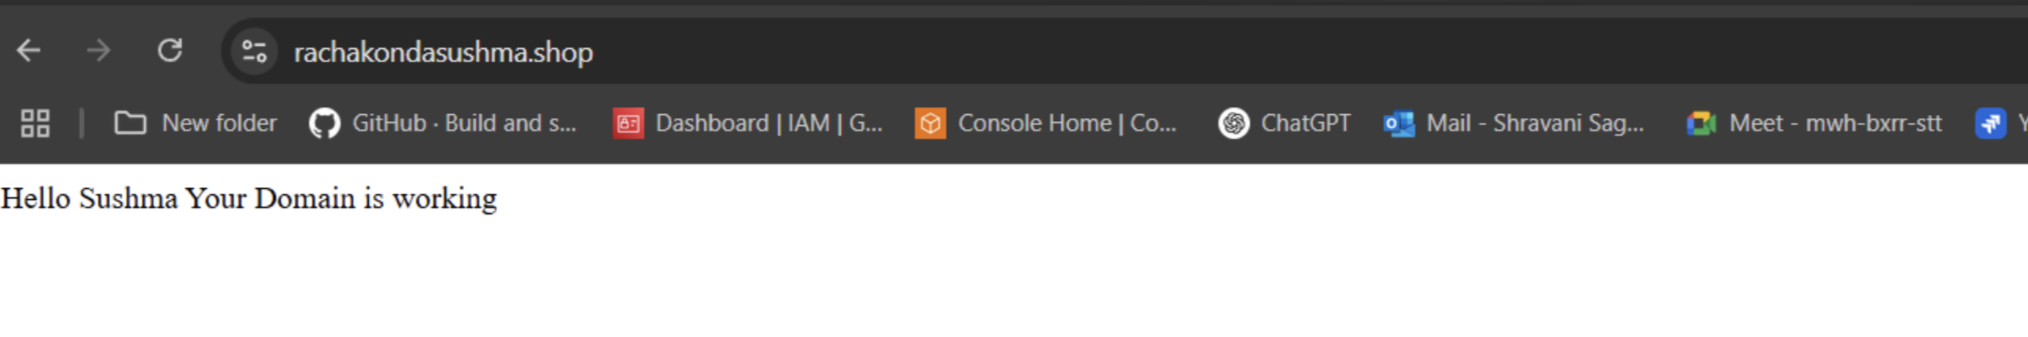 rachakondasushma.shop
New folder GitHub · Build and s... Dashboard | IAM | G... Console Home | Co... ChatGPT Mail - Shravani Sag... Meet - mwh-bxrr-stt Y
Hello Sushma Your Domain is working